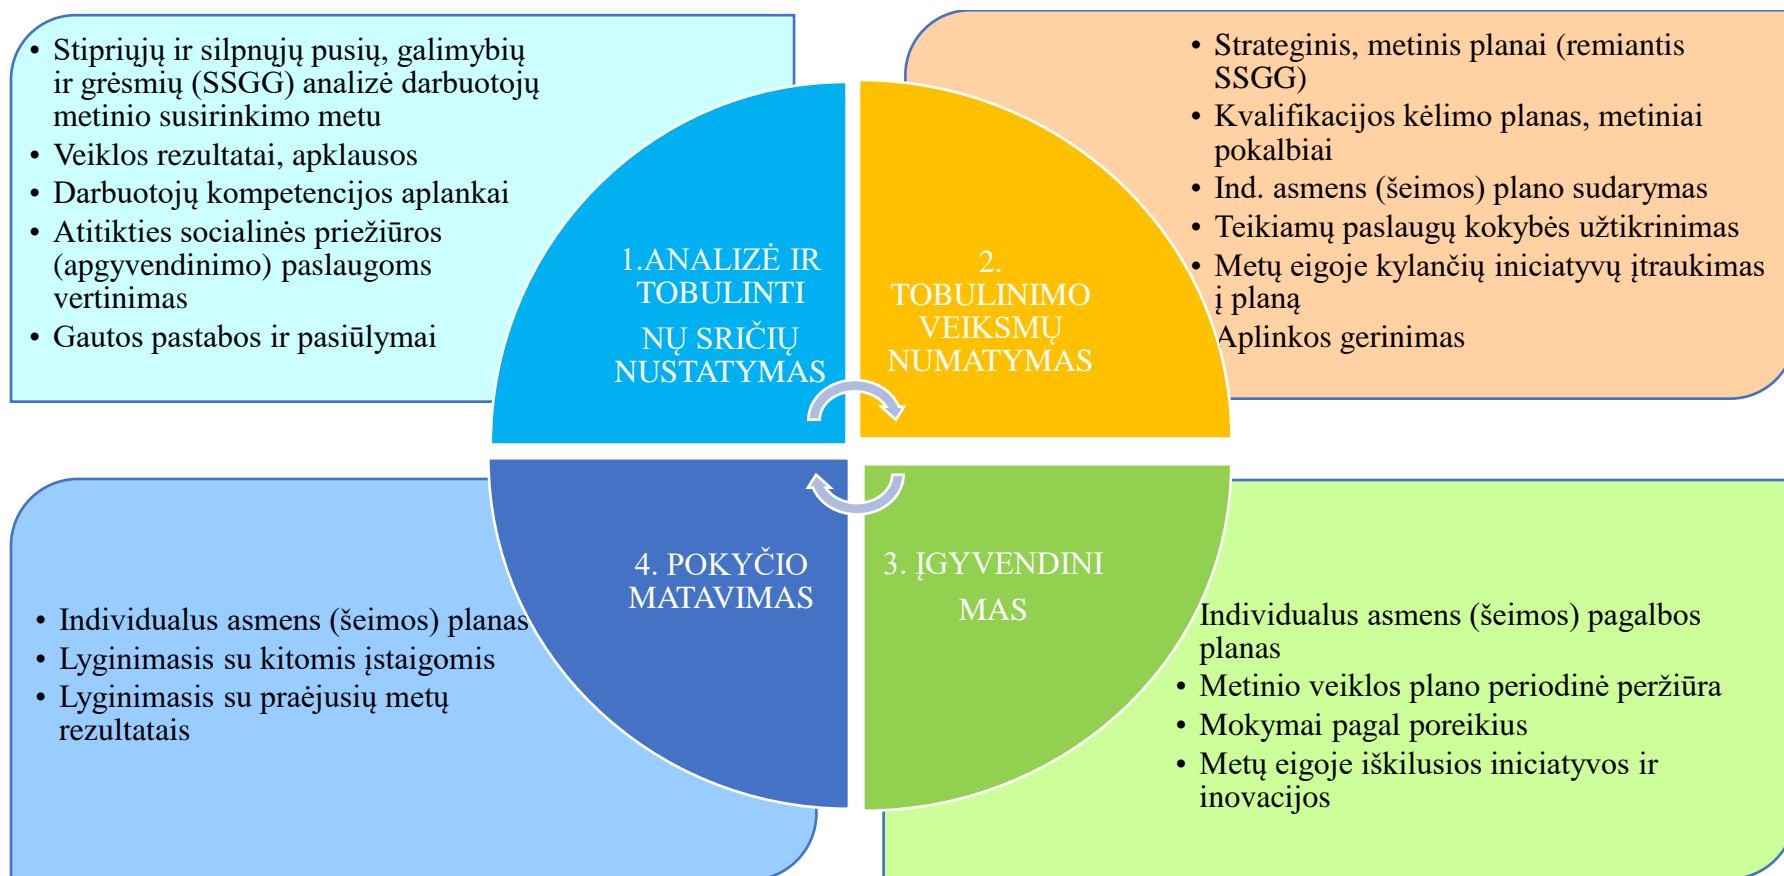 • Stipriųjų ir silpnųjų pusių, galimybių
ir grėsmių (SSGG) analizė darbuotojų
metinio susirinkimo metu
• Veiklos rezultatai, apklausos
• Darbuotojų kompetencijos aplankai
• Atitikties socialinės priežiūros
(apgyvendinimo) paslaugoms
vertinimas
• Gautos pastabos ir pasiūlymai
• Strateginis, metinis planai (remiantis
SSGG)
• Kvalifikacijos kėlimo planas, metiniai
pokalbiai
• Ind. asmens (šeimos) plano sudarymas
• Teikiamų paslaugų kokybės užtikrinimas
• Metų eigoje kylančių iniciatyvų įtraukimas
į planą
Aplinkos gerinimas
1.ANALIZĖ IR
TOBULINTI
NŲ SRIČIŲ
NUSTATYMAS
2.
TOBULINIMO
VEIKSMŲ
NUMATYMAS
4. POKYČIO
MATAVIMAS
3. ĮGYVENDINI
MAS
• Individualus asmens (šeimos) planas
• Lyginimasis su kitomis įstaigomis
• Lyginimasis su praėjusių metų
rezultatais
Individualus asmens (šeimos) pagalbos
planas
• Metinio veiklos plano periodinė peržiūra
• Mokymai pagal poreikius
• Metų eigoje iškilusios iniciatyvos ir
inovacijos